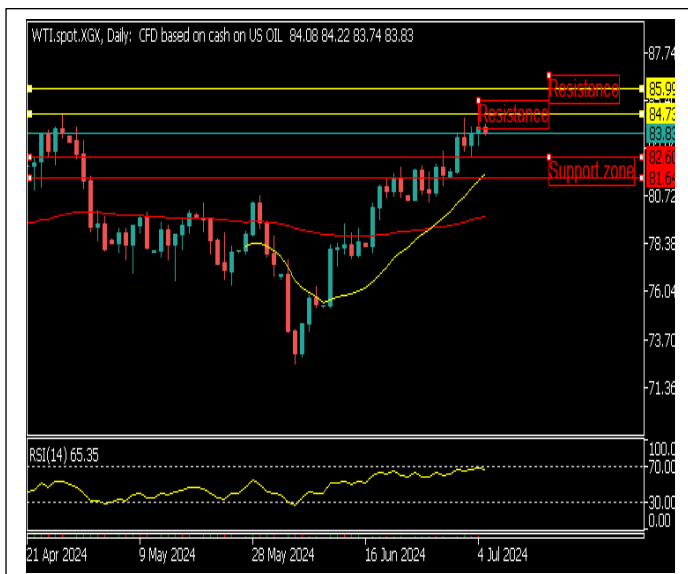 WTI.spot.XGX, Daily: CFD based on cash on US OIL 84.08 84.22 83.74 83.83
87.74
Resistance
85.99
Resistance
84.73
83.83
82.60
Support zone
81.64
80.72
78.38
76.04
73.70
71.36
RSI(14) 65.35
100.0
70.00
30.00
0.00
21 Apr 2024 9 May 2024 28 May 2024 16 Jun 2024 4 Jul 2024